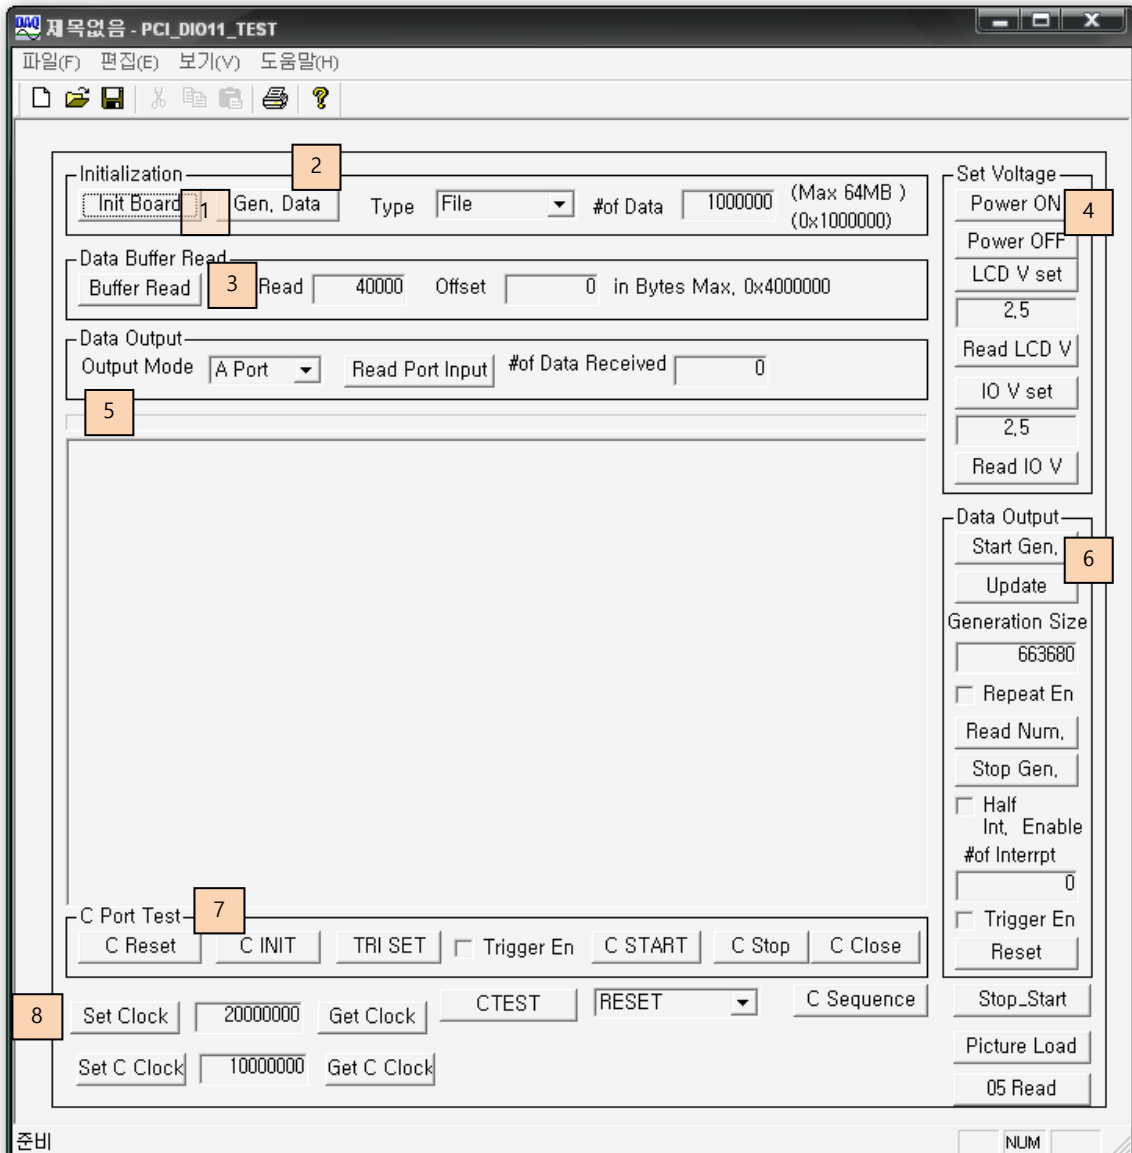 DAQ 제목없음 - PCI_DIO11_TEST
파일(F) 편집(E) 보기(V) 도움말(H)
2
Initialization
Init Board 1 Gen, Data Type File #of Data 1000000 (Max 64MB )
(0x1000000)
Data Buffer Read
Buffer Read 3 Read 40000 Offset 0 in Bytes Max, 0x4000000
Data Output
Output Mode A Port Read Port Input #of Data Received 0
5
Set Voltage
Power ON 4
Power OFF
LCD V set
2,5
Read LCD V
IO V set
2,5
Read IO V
Data Output
Start Gen, 6
Update
Generation Size
663680
Repeat En
Read Num,
Stop Gen,
Half
Int, Enable
#of Interrpt
0
Trigger En
Reset
7
C Port Test
C Reset C INIT TRI SET Trigger En C START C Stop C Close
8 Set Clock 20000000 Get Clock CTEST RESET C Sequence Stop_Start
Set C Clock 10000000 Get C Clock Picture Load
05 Read
준비 NUM